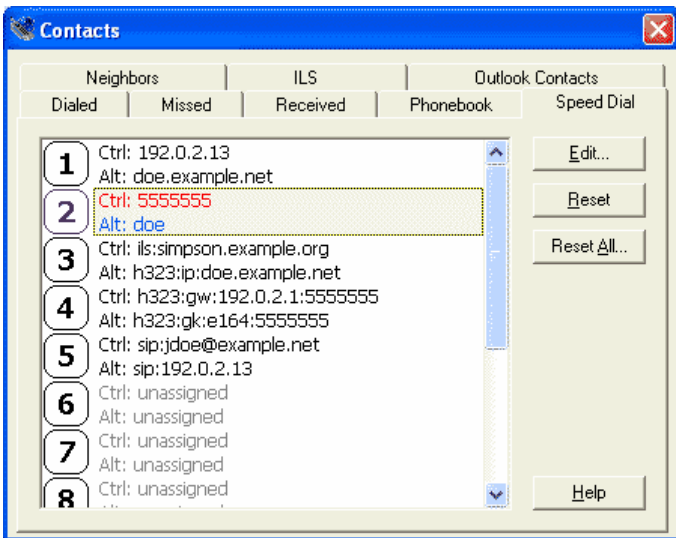 Contacts
Neighbors ILS Outlook Contacts
Dialed Missed Received Phonebook Speed Dial
1 Ctrl: 192.0.2.13
Alt: doe.example.net
2 Ctrl: 5555555
Alt: doe
3 Ctrl: ils:simpson.example.org
Alt: h323:ip:doe.example.net
4 Ctrl: h323:gw:192.0.2.1:5555555
Alt: h323:gk:e164:5555555
5 Ctrl: sip:jdoe@example.net
Alt: sip:192.0.2.13
6 Ctrl: unassigned
Alt: unassigned
7 Ctrl: unassigned
Alt: unassigned
8 Ctrl: unassigned
Edit...
Reset
Reset All...
Help